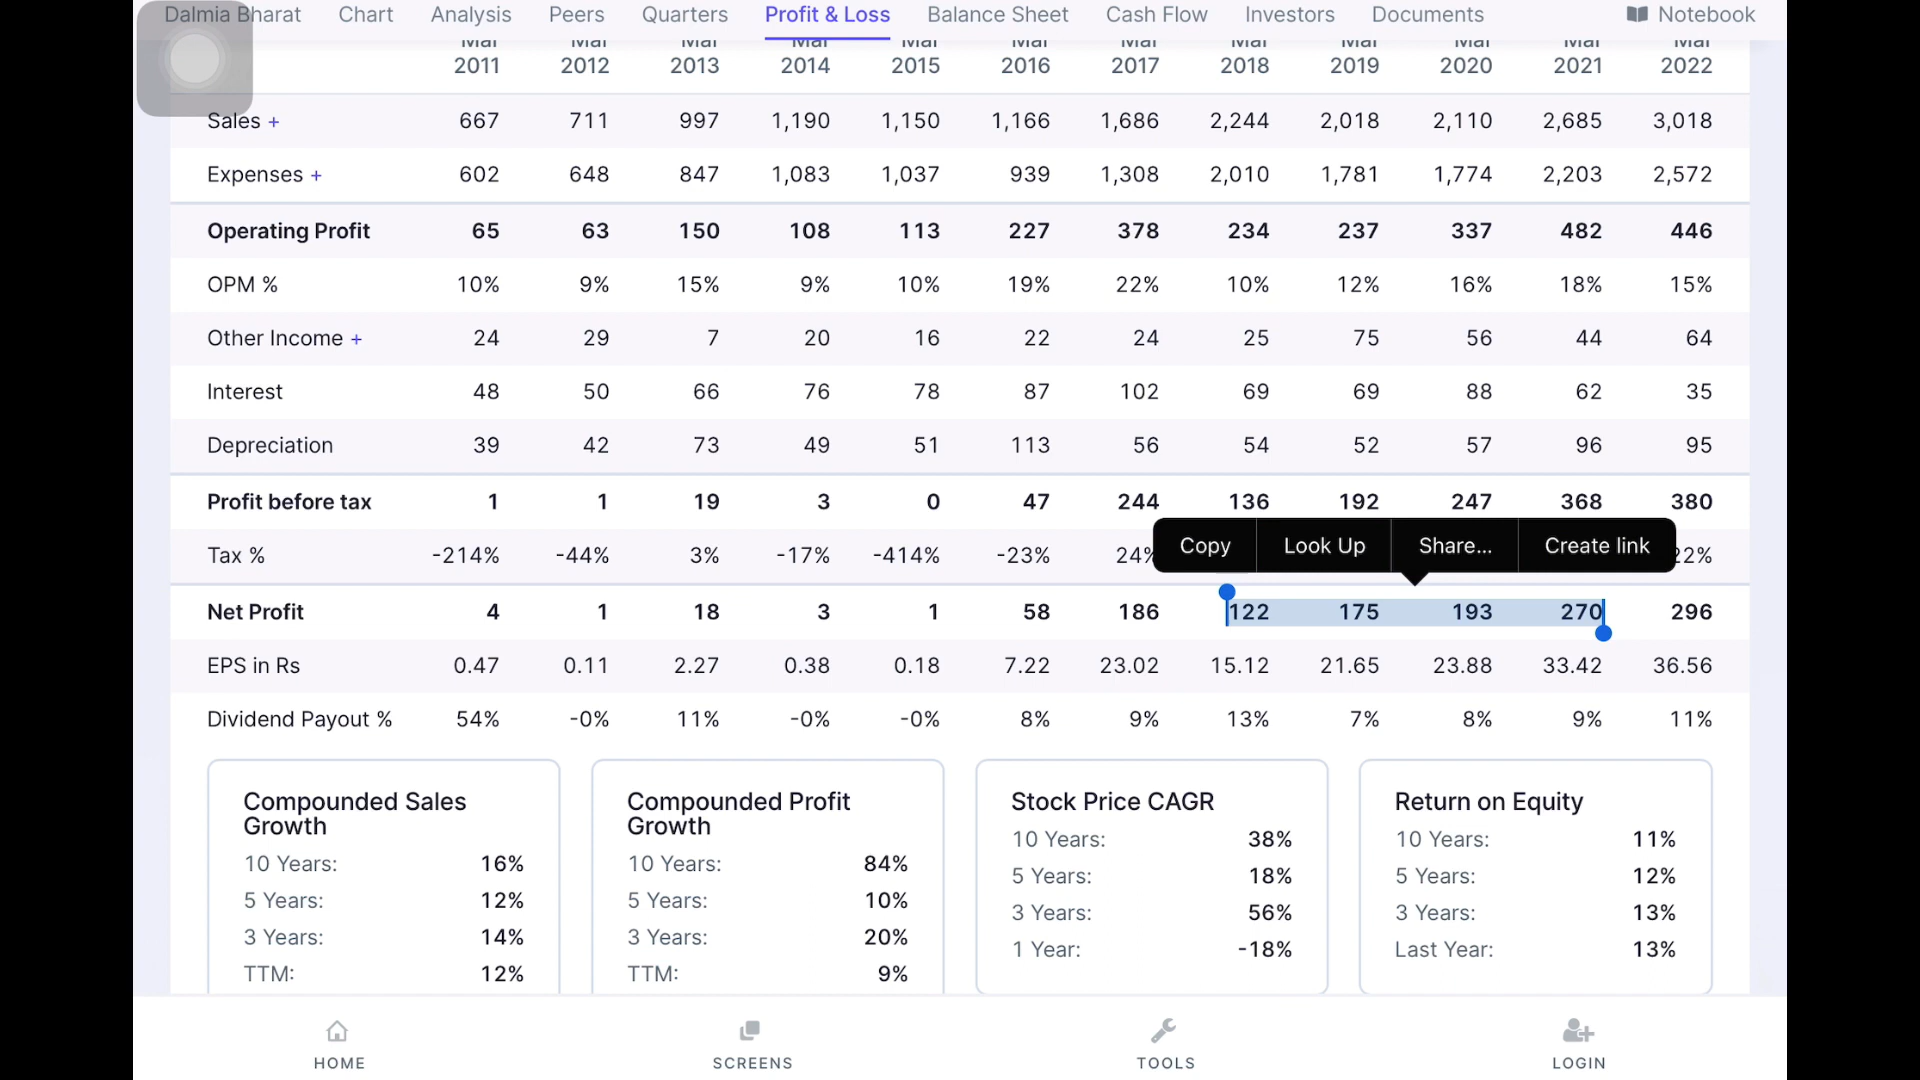 Dalmia Bharat Chart Analysis Peers Quarters Profit & Loss Balance Sheet Cash Flow Investors Documents Notebook
Mar Mar Mar Mar Mar Mar Mar Mar Mar Mar Mar Mar
2011 2012 2013 2014 2015 2016 2017 2018 2019 2020 2021 2022
Sales + 667 711 997 1,190 1,150 1,166 1,686 2,244 2,018 2,110 2,685 3,018
Expenses + 602 648 847 1,083 1,037 939 1,308 2,010 1,781 1,774 2,203 2,572
Operating Profit 65 63 150 108 113 227 378 234 237 337 482 446
OPM % 10% 9% 15% 9% 10% 19% 22% 10% 12% 16% 18% 15%
Other Income + 24 29 7 20 16 22 24 25 75 56 44 64
Interest 48 50 66 76 78 87 102 69 69 88 62 35
Depreciation 39 42 73 49 51 113 56 54 52 57 96 95
Profit before tax 1 1 19 3 0 47 244 136 192 247 368 380
Copy Look Up Share... Create link
Tax % -214% -44% 3% -17% -414% -23% 24% 22%
Net Profit 4 1 18 3 1 58 186 122 175 193 270 296
EPS in Rs 0.47 0.11 2.27 0.38 0.18 7.22 23.02 15.12 21.65 23.88 33.42 36.56
Dividend Payout % 54% -0% 11% -0% -0% 8% 9% 13% 7% 8% 9% 11%
Compounded Sales
Growth
10 Years: 16%
5 Years: 12%
3 Years: 14%
TTM: 12%
Compounded Profit
Growth
10 Years: 84%
5 Years: 10%
3 Years: 20%
TTM: 9%
Stock Price CAGR
10 Years: 38%
5 Years: 18%
3 Years: 56%
1 Year: -18%
Return on Equity
10 Years: 11%
5 Years: 12%
3 Years: 13%
Last Year: 13%
HOME SCREENS TOOLS LOGIN